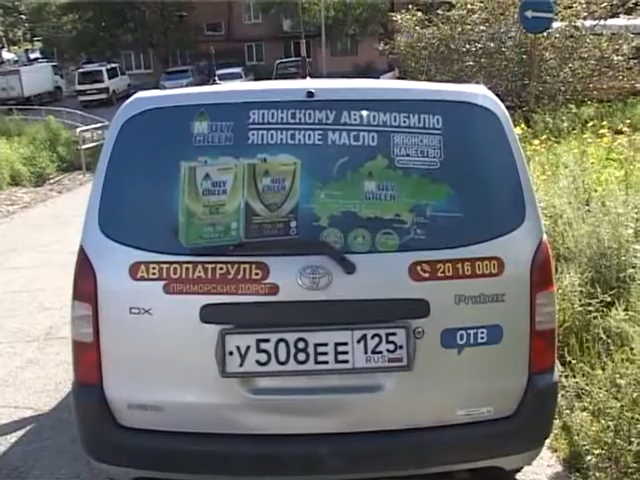 ЯПОНСКОМУ АВТОМОБИЛЮ
ЯПОНСКОЕ МАСЛО
MOLY GREEN
ЯПОНСКОЕ КАЧЕСТВО
MOLY GREEN
MOLY GREEN
MOLY GREEN
АВТОПАТРУЛЬ
ПРИМОРСКИХ ДОРОГ
20 16 000
DX
Probox
У508ЕЕ 125
RUS
ОТВ